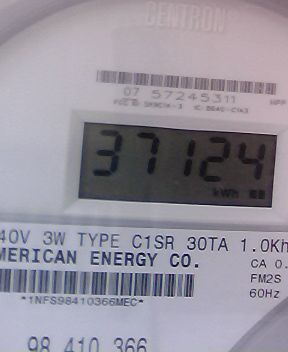 CENTRON®
07 57245311
37124
kWh
40V 3W TYPE C1SR 30TA 1.0Kh
MERICAN ENERGY CO.
CA 0.
FM2S
60Hz
*1NFS98410366MEC*
98 410 366